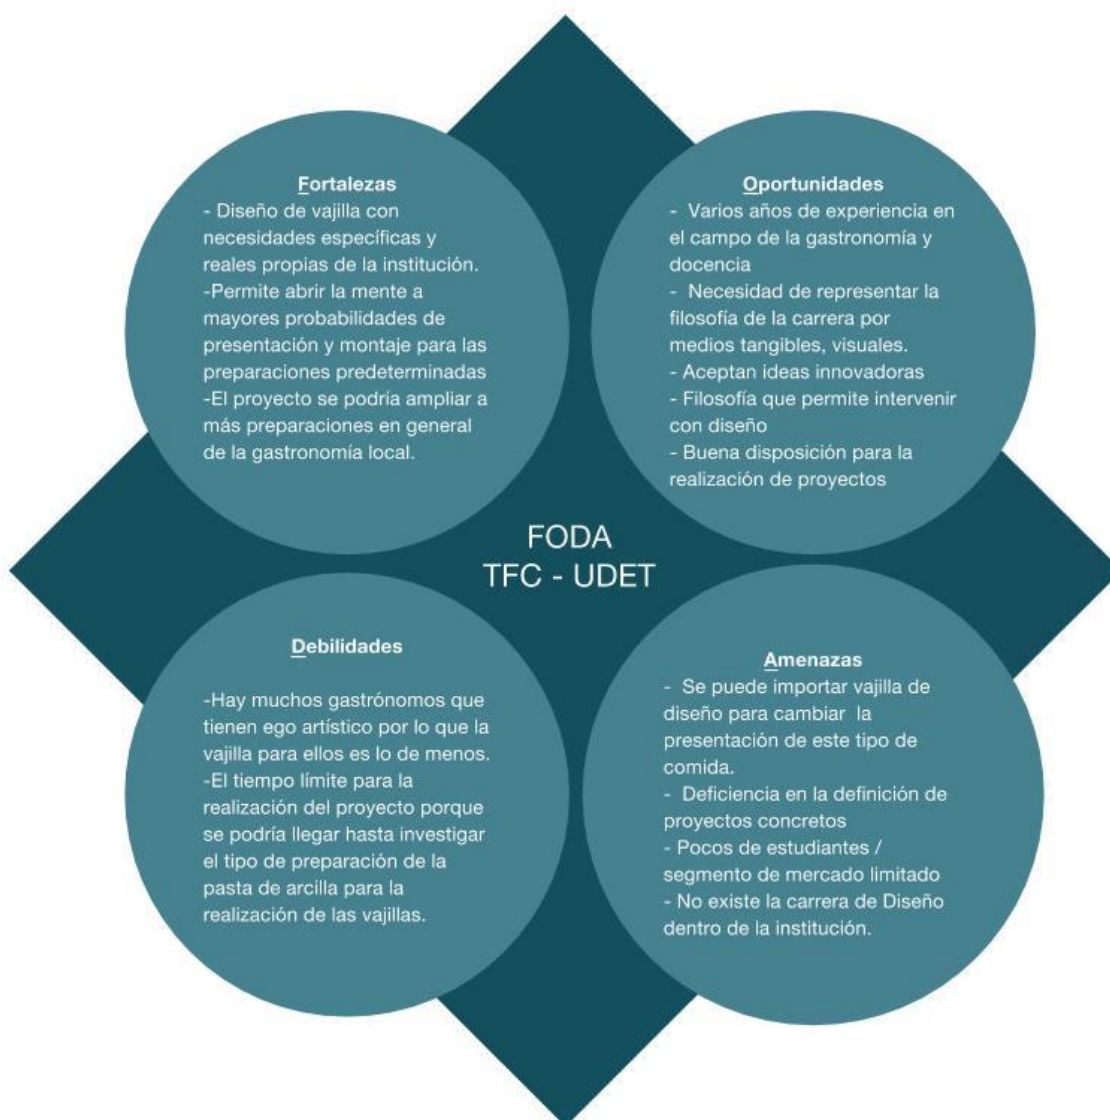 Fortalezas
- Diseño de vajilla con
necesidades específicas y
reales propias de la institución.
-Permite abrir la mente a
mayores probabilidades de
presentación y montaje para las
preparaciones predeterminadas
-El proyecto se podría ampliar a
más preparaciones en general
de la gastronomía local.
Oportunidades
- Varios años de experiencia en
el campo de la gastronomía y
docencia
- Necesidad de representar la
filosofía de la carrera por
medios tangibles, visuales.
- Aceptan ideas innovadoras
- Filosofía que permite intervenir
con diseño
- Buena disposición para la
realización de proyectos
FODA
TFC - UDET
Debilidades
-Hay muchos gastrónomos que
tienen ego artístico por lo que la
vajilla para ellos es lo de menos.
-El tiempo límite para la
realización del proyecto porque
se podría llegar hasta investigar
el tipo de preparación de la
pasta de arcilla para la
realización de las vajillas.
Amenazas
- Se puede importar vajilla de
diseño para cambiar la
presentación de este tipo de
comida.
- Deficiencia en la definición de
proyectos concretos
- Pocos de estudiantes /
segmento de mercado limitado
- No existe la carrera de Diseño
dentro de la institución.